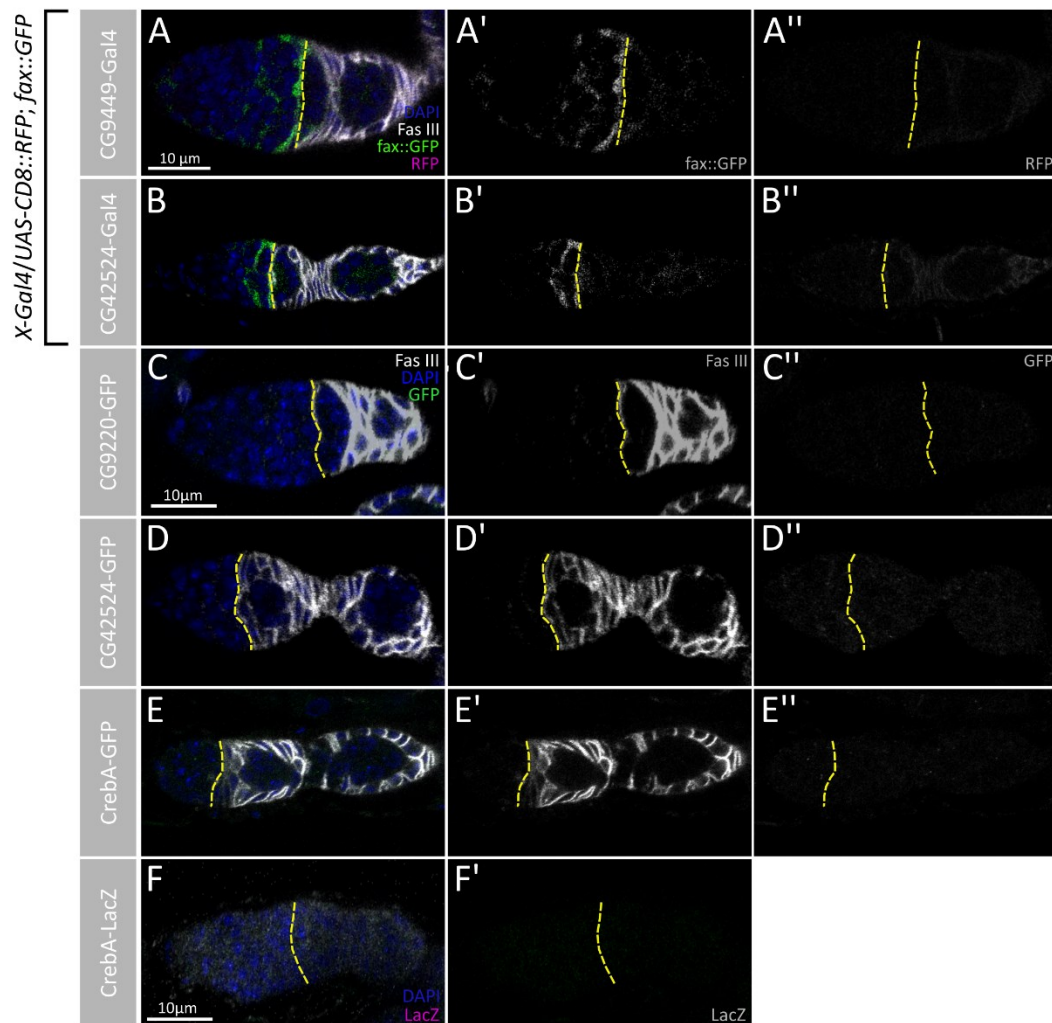 X-Gal4/UAS-CD8::RFP; fax::GFP
CG9449-Gal4
A
DAPI
Fas III
fax::GFP
RFP
10 µm
A'
fax::GFP
A''
RFP
CG42524-Gal4
B
B'
B''
CG9220-GFP
C
Fas III
DAPI
GFP
10µm
C'
Fas III
C''
GFP
CG42524-GFP
D
D'
D''
CrebA-GFP
E
E'
E''
CrebA-LacZ
F
DAPI
LacZ
10µm
F'
LacZ